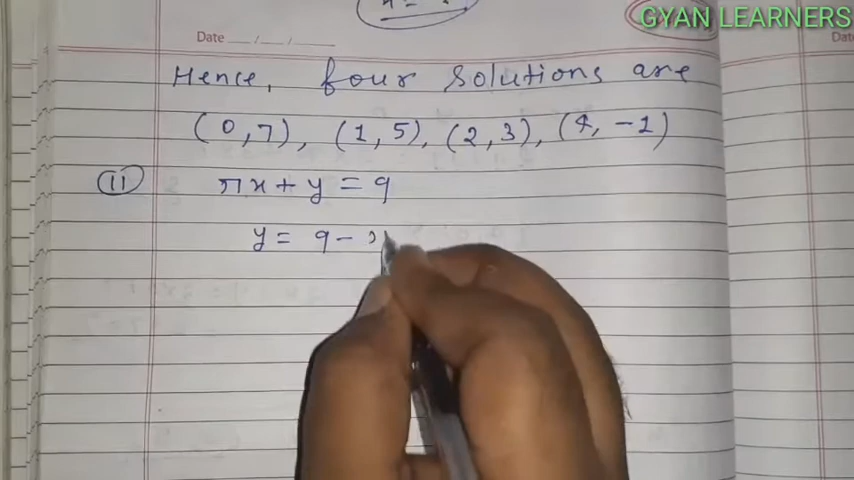 GYAN LEARNERS
Date
Hence, four solutions are
(0,7), (1,5), (2,3), (4,-1)
(ii) πx + y = 9
y = 9 -